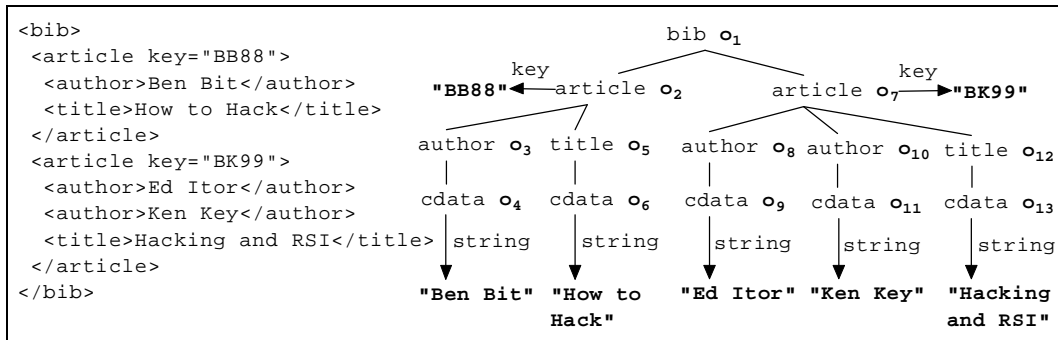 <bib>
<article key="BB88">
<author>Ben Bit</author>
<title>How to Hack</title>
</article>
<article key="BK99">
<author>Ed Itor</author>
<author>Ken Key</author>
<title>Hacking and RSI</title>
</article>
</bib>
bib o1
key key
"BB88" article o2 article o7 "BK99"
author o3 title o5 author o8 author o10 title o12
cdata o4 cdata o6 cdata o9 cdata o11 cdata o13
string string string string string
"Ben Bit" "How to "Ed Itor" "Ken Key" "Hacking
Hack" and RSI"